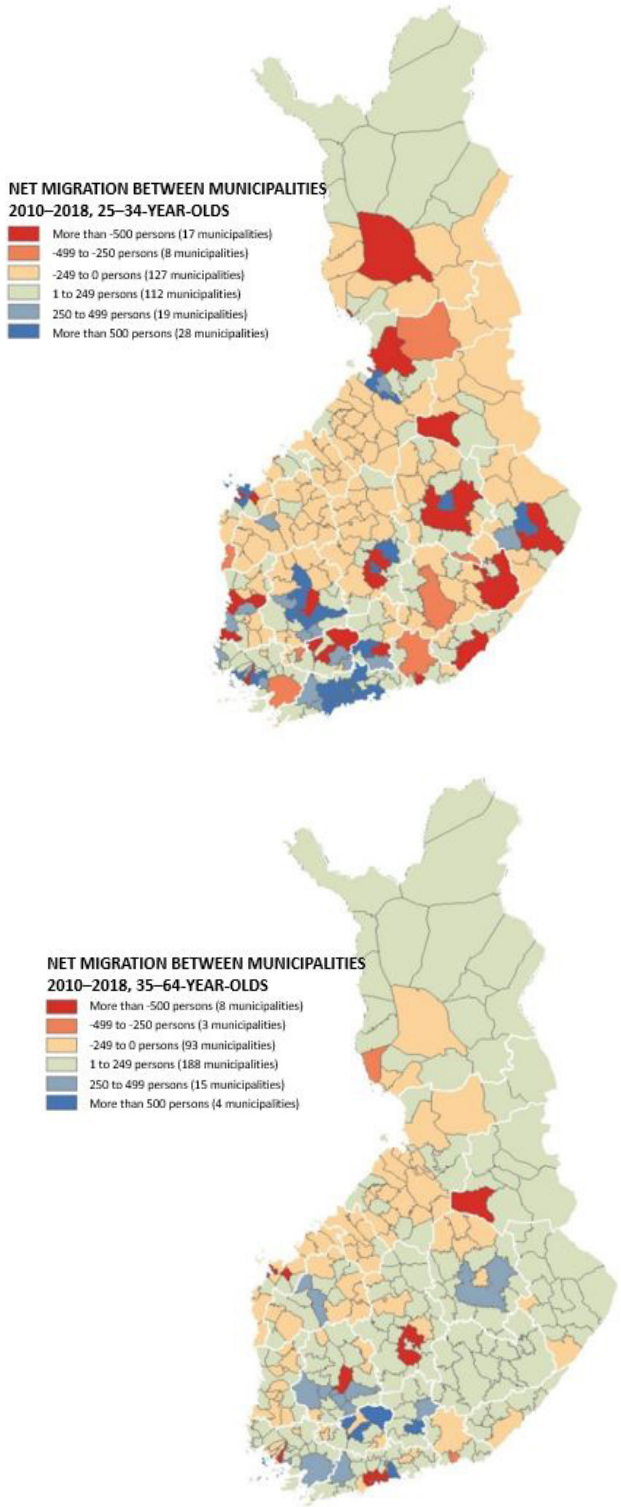 NET MIGRATION BETWEEN MUNICIPALITIES
2010–2018, 25–34-YEAR-OLDS
More than -500 persons (17 municipalities)
-499 to -250 persons (8 municipalities)
-249 to 0 persons (127 municipalities)
1 to 249 persons (112 municipalities)
250 to 499 persons (19 municipalities)
More than 500 persons (28 municipalities)
NET MIGRATION BETWEEN MUNICIPALITIES
2010–2018, 35–64-YEAR-OLDS
More than -500 persons (8 municipalities)
-499 to -250 persons (3 municipalities)
-249 to 0 persons (93 municipalities)
1 to 249 persons (188 municipalities)
250 to 499 persons (15 municipalities)
More than 500 persons (4 municipalities)